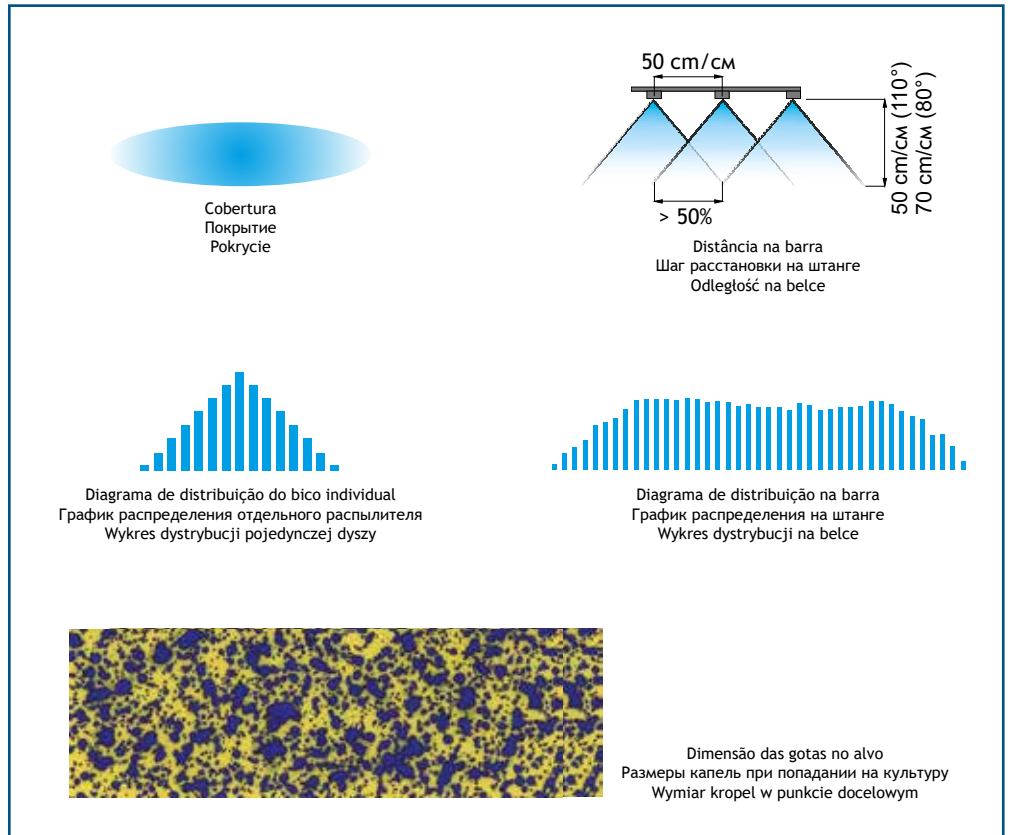 50 cm/см
50 cm/см (110°)
70 cm/см (80°)
> 50%
Cobertura
Покрытие
Pokrycie
Distância na barra
Шаг расстановки на штанге
Odległość na belce
Diagrama de distribuição do bico individual
График распределения отдельного распылителя
Wykres dystrybucji pojedynczej dyszy
Diagrama de distribuição na barra
График распределения на штанге
Wykres dystrybucji na belce
Dimensão das gotas no alvo
Размеры капель при попадании на культуру
Wymiar kropel w punkcie docelowym